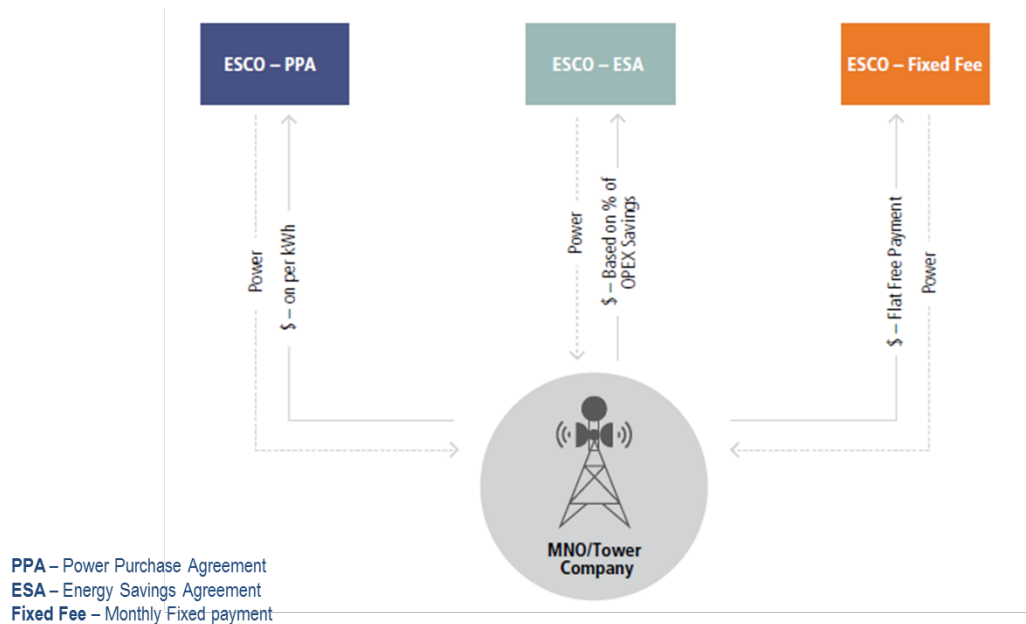 ESCO – PPA
ESCO – ESA
ESCO – Fixed Fee
Power
$ – on per kWh
Power
$ – Based on % of
OPEX Savings
$ – Flat Free Payment
Power
MNO/Tower
Company
PPA – Power Purchase Agreement
ESA – Energy Savings Agreement
Fixed Fee – Monthly Fixed payment